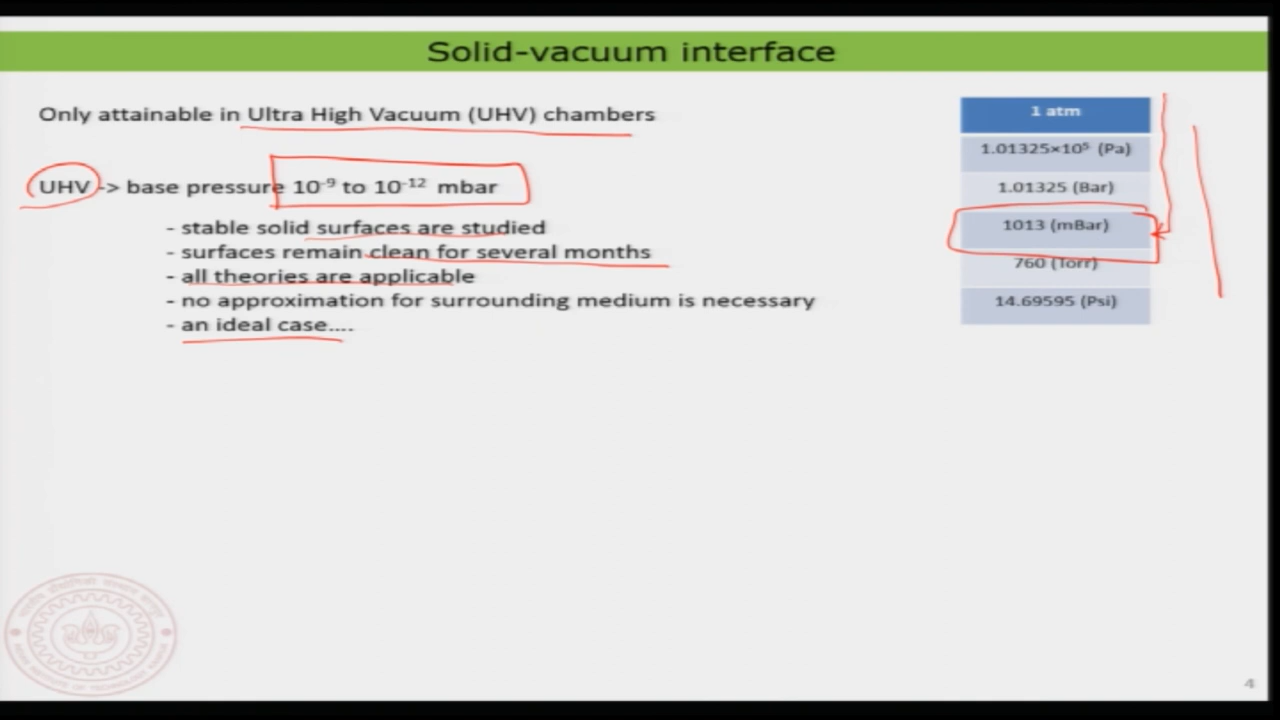 Solid-vacuum interface
Only attainable in Ultra High Vacuum (UHV) chambers
UHV -> base pressure 10⁻⁹ to 10⁻¹² mbar
- stable solid surfaces are studied
- surfaces remain clean for several months
- all theories are applicable
- no approximation for surrounding medium is necessary
- an ideal case....
1 atm
1.01325×10⁵ (Pa)
1.01325 (Bar)
1013 (mBar)
760 (Torr)
14.69595 (Psi)
4